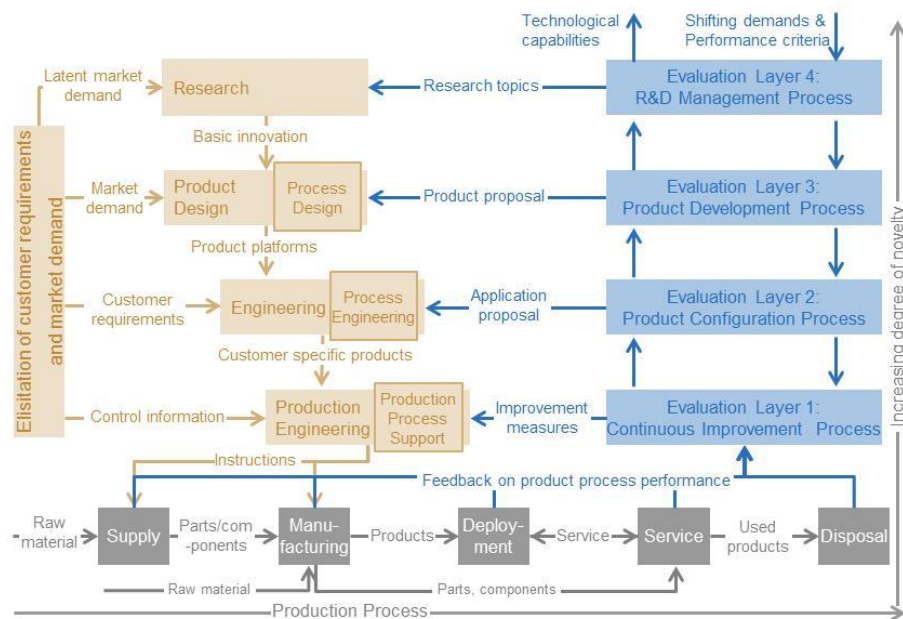 Technological
capabilities
Shifting demands &
Performance criteria
Latent market
demand
Research
Research topics
Evaluation Layer 4:
R&D Management Process
Basic innovation
Elisitation of customer requirements
and market demand
Market
demand
Product
Design
Process
Design
Product proposal
Evaluation Layer 3:
Product Development Process
Product platforms
Customer
requirements
Engineering
Process
Engineering
Application
proposal
Evaluation Layer 2:
Product Configuration Process
Customer specific products
Control information
Production
Engineering
Production
Process
Support
Improvement
measures
Evaluation Layer 1:
Continuous Improvement Process
Instructions
Feedback on product process performance
Raw
material
Supply
Parts/com
-ponents
Manu-
facturing
Products
Deploy-
ment
Service
Service
Used
products
Disposal
Raw material
Parts, components
Production Process
Increasing degree of novelty